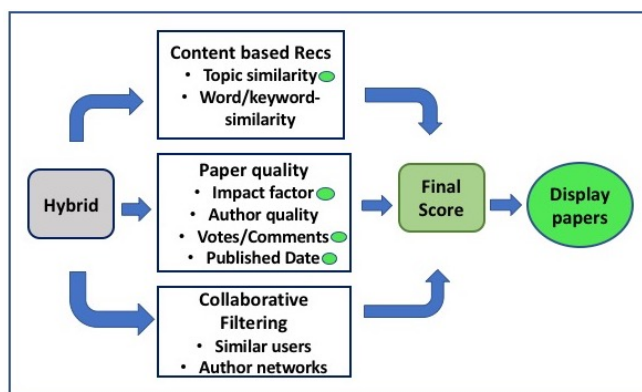 Content based Recs
• Topic similarity
• Word/keyword-
similarity
Hybrid
Paper quality
• Impact factor
• Author quality
• Votes/Comments
• Published Date
Final
Score
Display
papers
Collaborative
Filtering
• Similar users
• Author networks